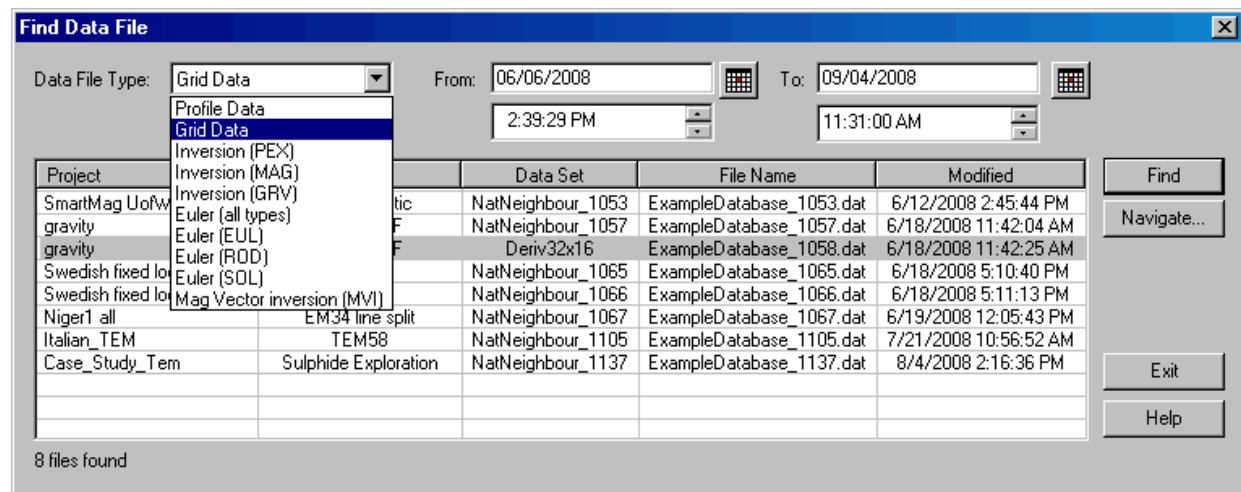 Find Data File
Data File Type: Grid Data From: 06/06/2008 To: 09/04/2008
2:39:29 PM 11:31:00 AM
Profile Data
Grid Data
Inversion (PEX)
Inversion (MAG)
Inversion (GRV)
Euler (all types)
Euler (EUL)
Euler (ROD)
Euler (SOL)
Mag Vector inversion (MVI)
Project Data Set File Name Modified
SmartMag UofW tic NatNeighbour_1053 ExampleDatabase_1053.dat 6/12/2008 2:45:44 PM
gravity F NatNeighbour_1057 ExampleDatabase_1057.dat 6/18/2008 11:42:04 AM
gravity F Deriv32x16 ExampleDatabase_1058.dat 6/18/2008 11:42:25 AM
Swedish fixed lo NatNeighbour_1065 ExampleDatabase_1065.dat 6/18/2008 5:10:40 PM
Swedish fixed lo NatNeighbour_1066 ExampleDatabase_1066.dat 6/18/2008 5:11:13 PM
Niger1 all EM34 line split NatNeighbour_1067 ExampleDatabase_1067.dat 6/19/2008 12:05:43 PM
Italian_TEM TEM58 NatNeighbour_1105 ExampleDatabase_1105.dat 7/21/2008 10:56:52 AM
Case_Study_Tem Sulphide Exploration NatNeighbour_1137 ExampleDatabase_1137.dat 8/4/2008 2:16:36 PM
Find
Navigate...
Exit
Help
8 files found